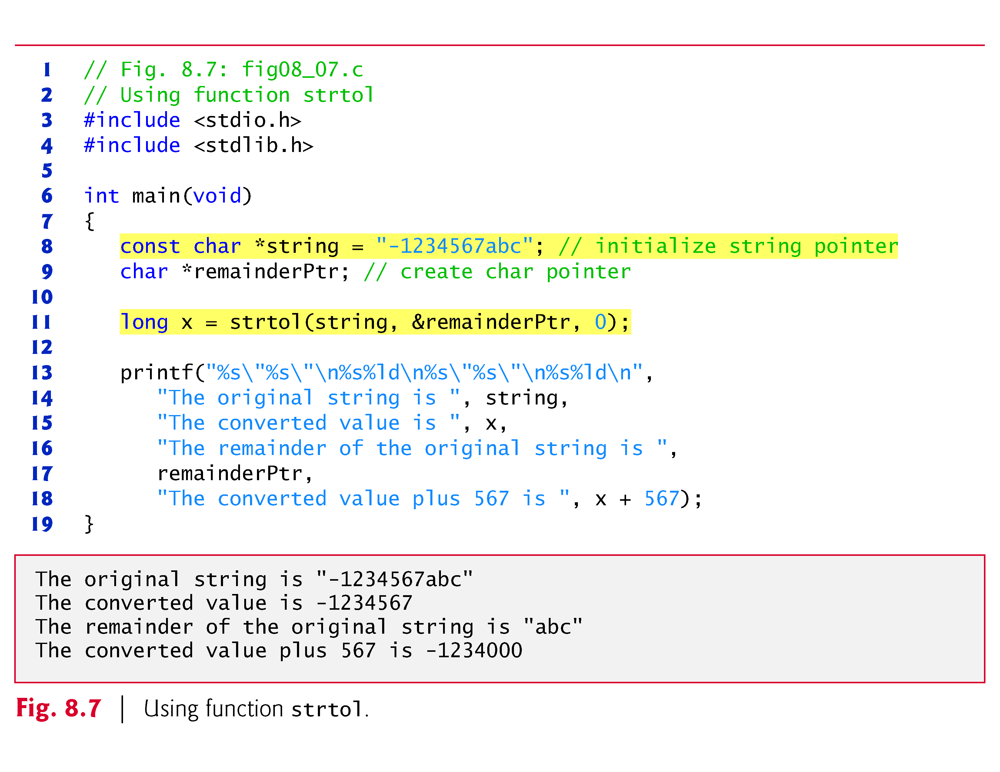 1 // Fig. 8.7: fig08_07.c
2 // Using function strtol
3 #include <stdio.h>
4 #include <stdlib.h>
5
6 int main(void)
7 {
8 const char *string = "-1234567abc"; // initialize string pointer
9 char *remainderPtr; // create char pointer
10
11 long x = strtol(string, &remainderPtr, 0);
12
13 printf("%s\"%s\"\n%s%ld\n%s\"%s\"\n%s%ld\n",
14 "The original string is ", string,
15 "The converted value is ", x,
16 "The remainder of the original string is ",
17 remainderPtr,
18 "The converted value plus 567 is ", x + 567);
19 }
The original string is "-1234567abc"
The converted value is -1234567
The remainder of the original string is "abc"
The converted value plus 567 is -1234000
Fig. 8.7 | Using function strtol.